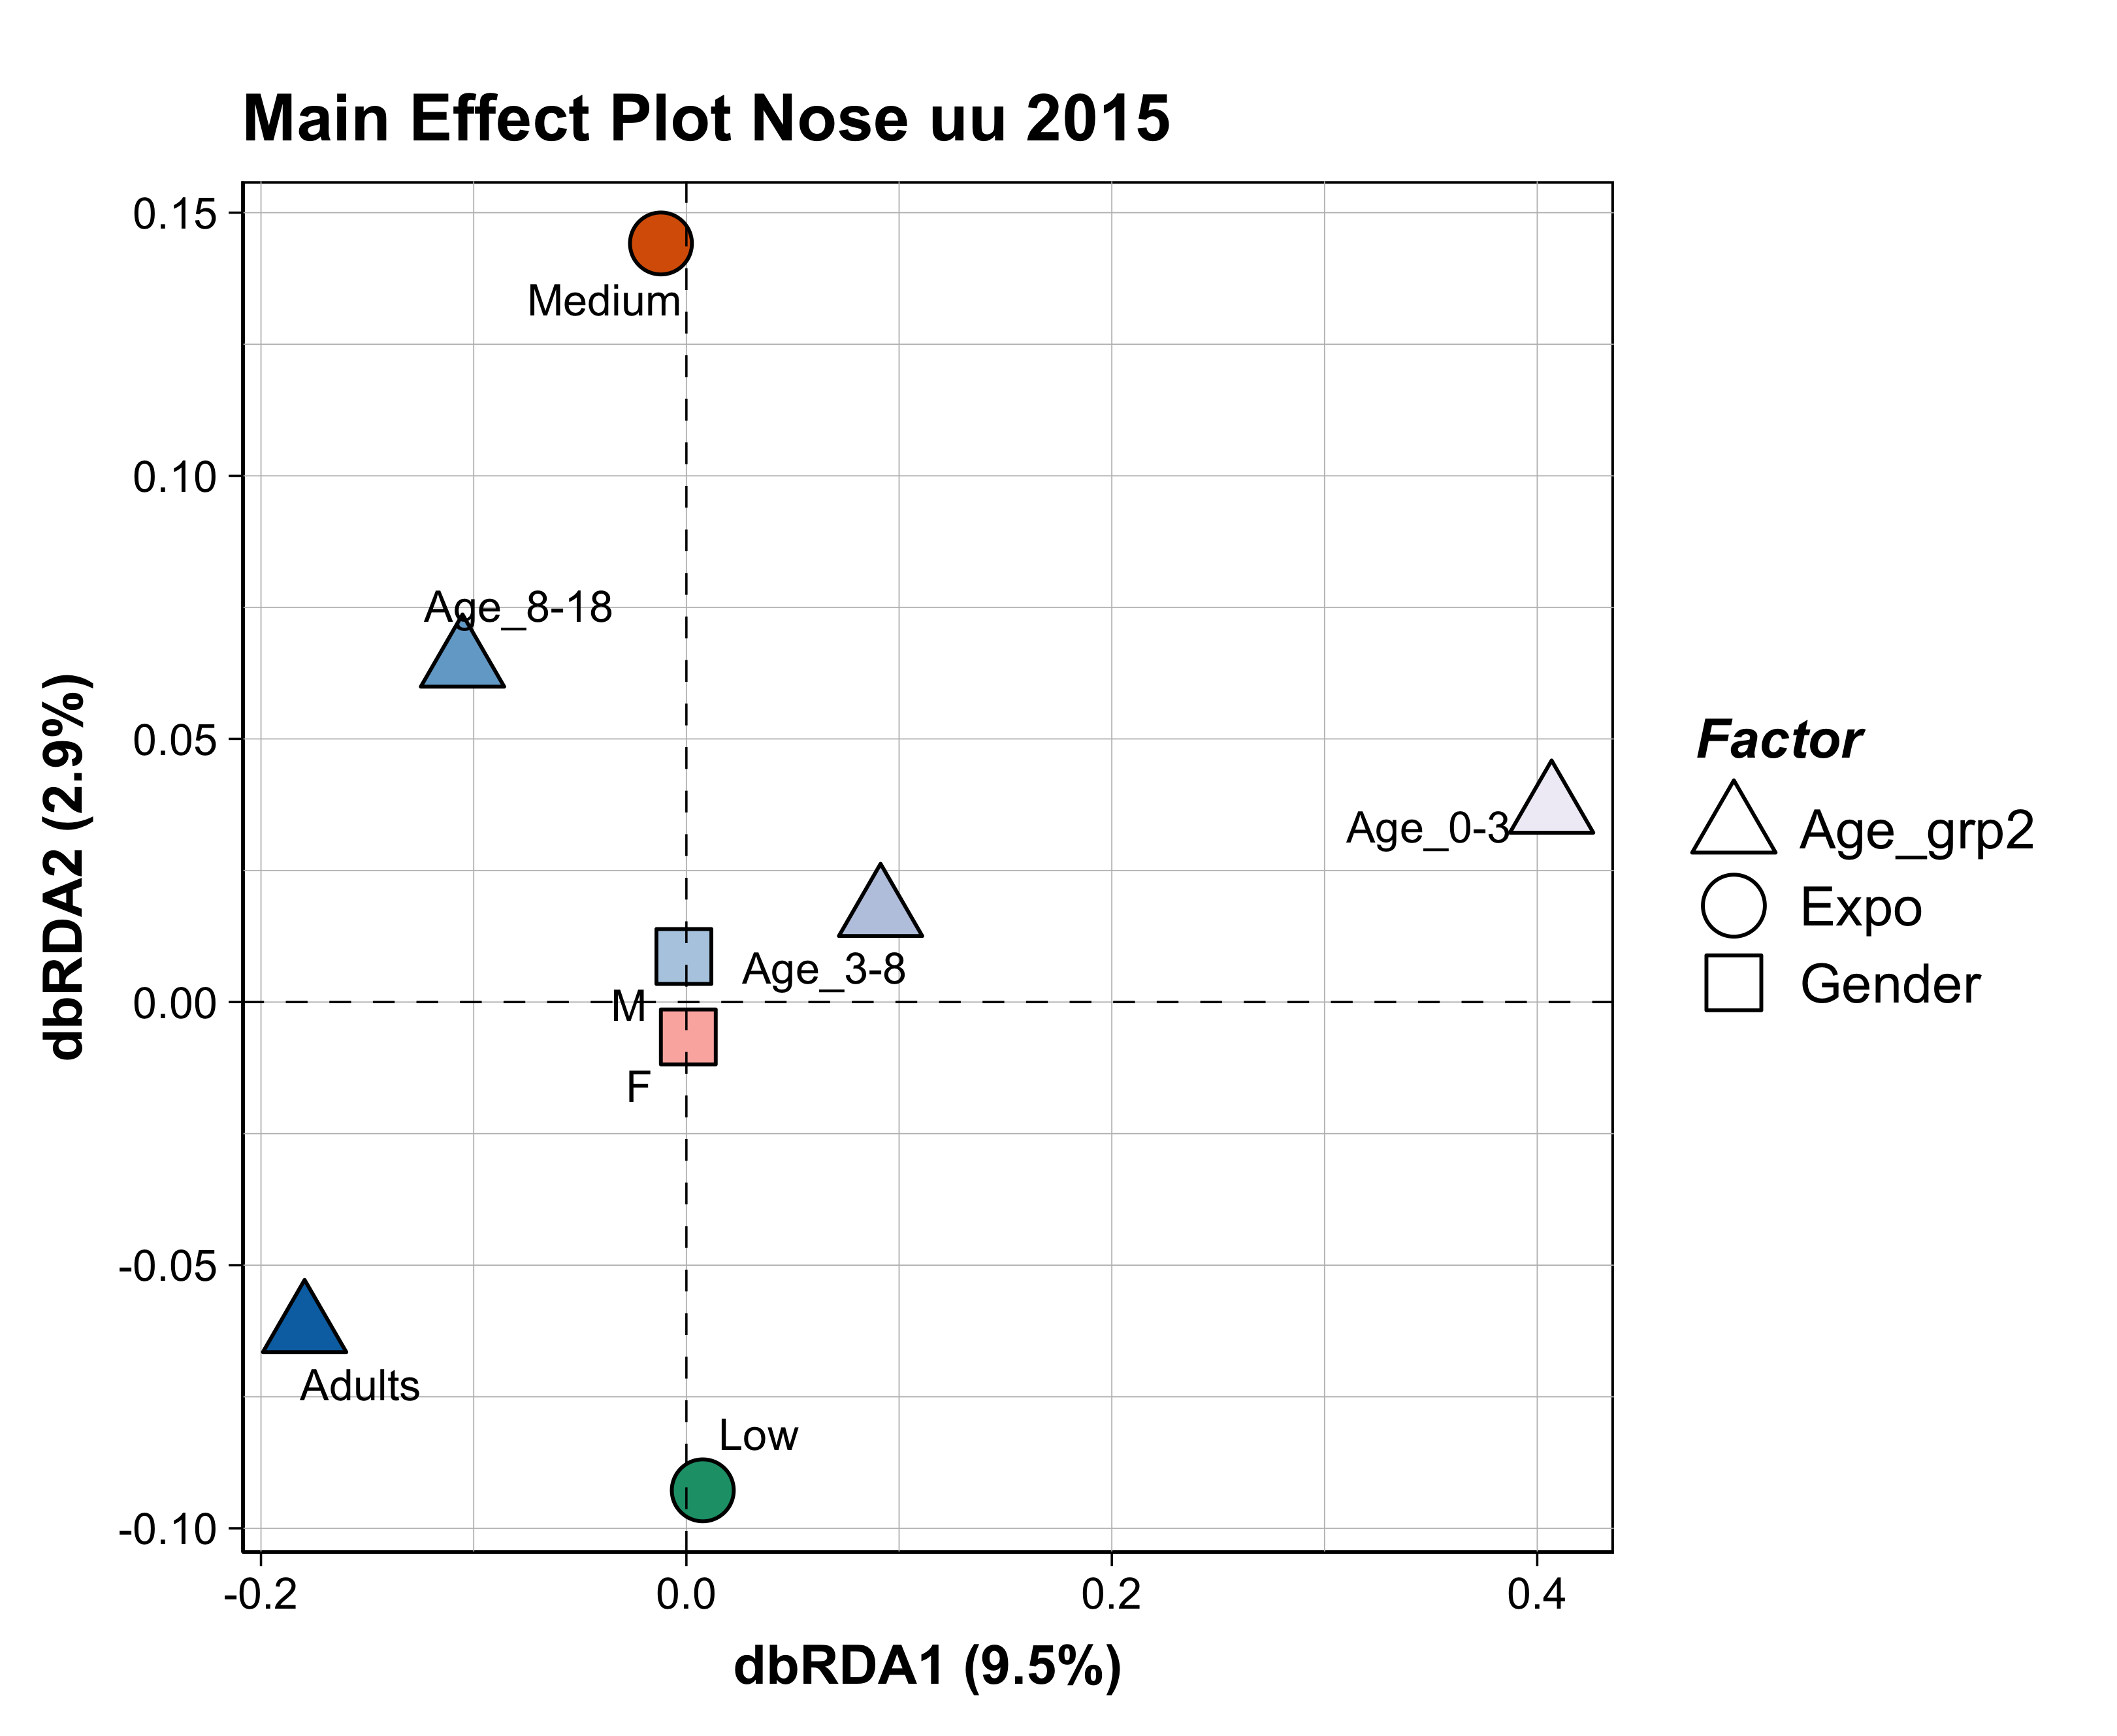 Main Effect Plot Nose uu 2015
0.15
0.10
0.05
0.00
-0.05
-0.10
dbRDA2 (2.9%)
Medium
Age_8-18
Age_0-3
Age_3-8
M
F
Adults
Low
-0.2
0.0
0.2
0.4
dbRDA1 (9.5%)
Factor
Age_grp2
Expo
Gender